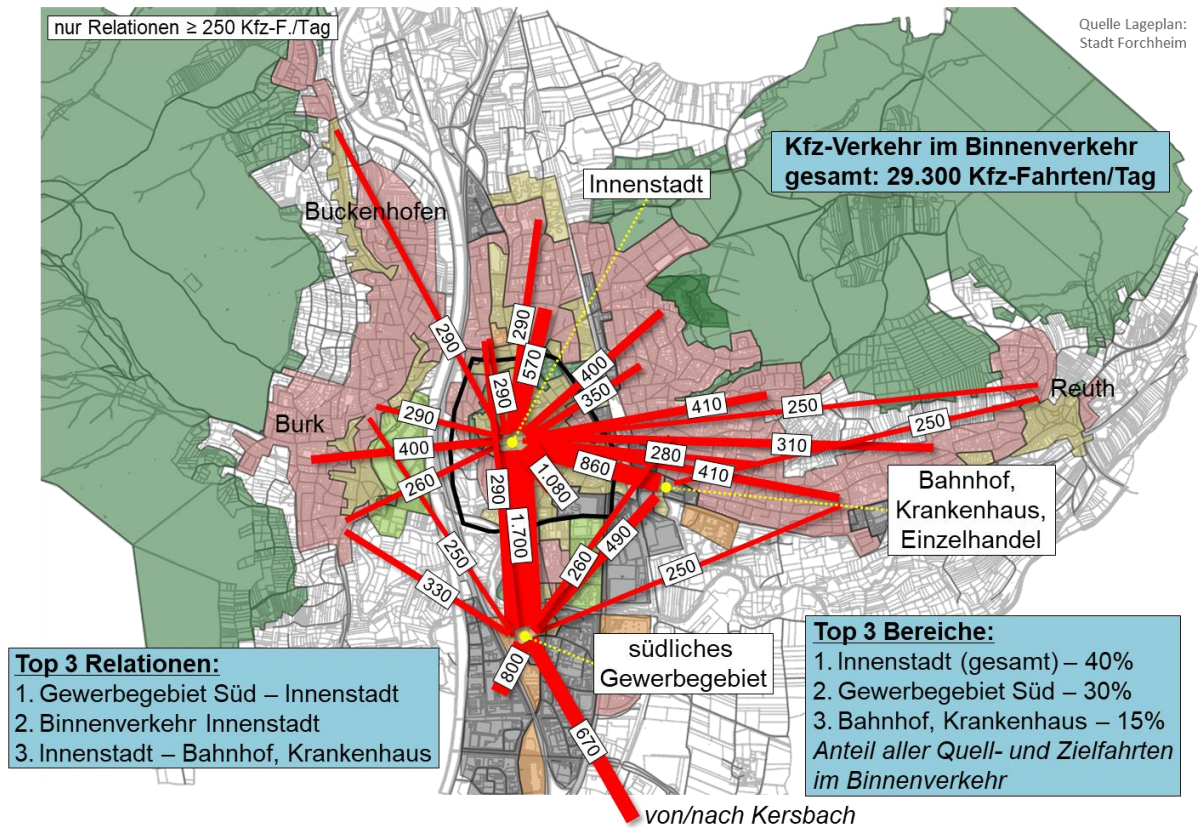 nur Relationen ≥ 250 Kfz-F./Tag
Quelle Lageplan:
Stadt Forchheim
Kfz-Verkehr im Binnenverkehr
gesamt: 29.300 Kfz-Fahrten/Tag
Innenstadt
Buckenhofen
290
290
570
290
400
350
Reuth
410
250
250
290
Burk
400
310
260
290
1.080
860
280
410
Bahnhof,
Krankenhaus,
Einzelhandel
1.700
490
260
250
250
330
südliches
Gewerbegebiet
800
670
Top 3 Relationen:
1. Gewerbegebiet Süd – Innenstadt
2. Binnenverkehr Innenstadt
3. Innenstadt – Bahnhof, Krankenhaus
Top 3 Bereiche:
1. Innenstadt (gesamt) – 40%
2. Gewerbegebiet Süd – 30%
3. Bahnhof, Krankenhaus – 15%
Anteil aller Quell- und Zielfahrten
im Binnenverkehr
von/nach Kersbach